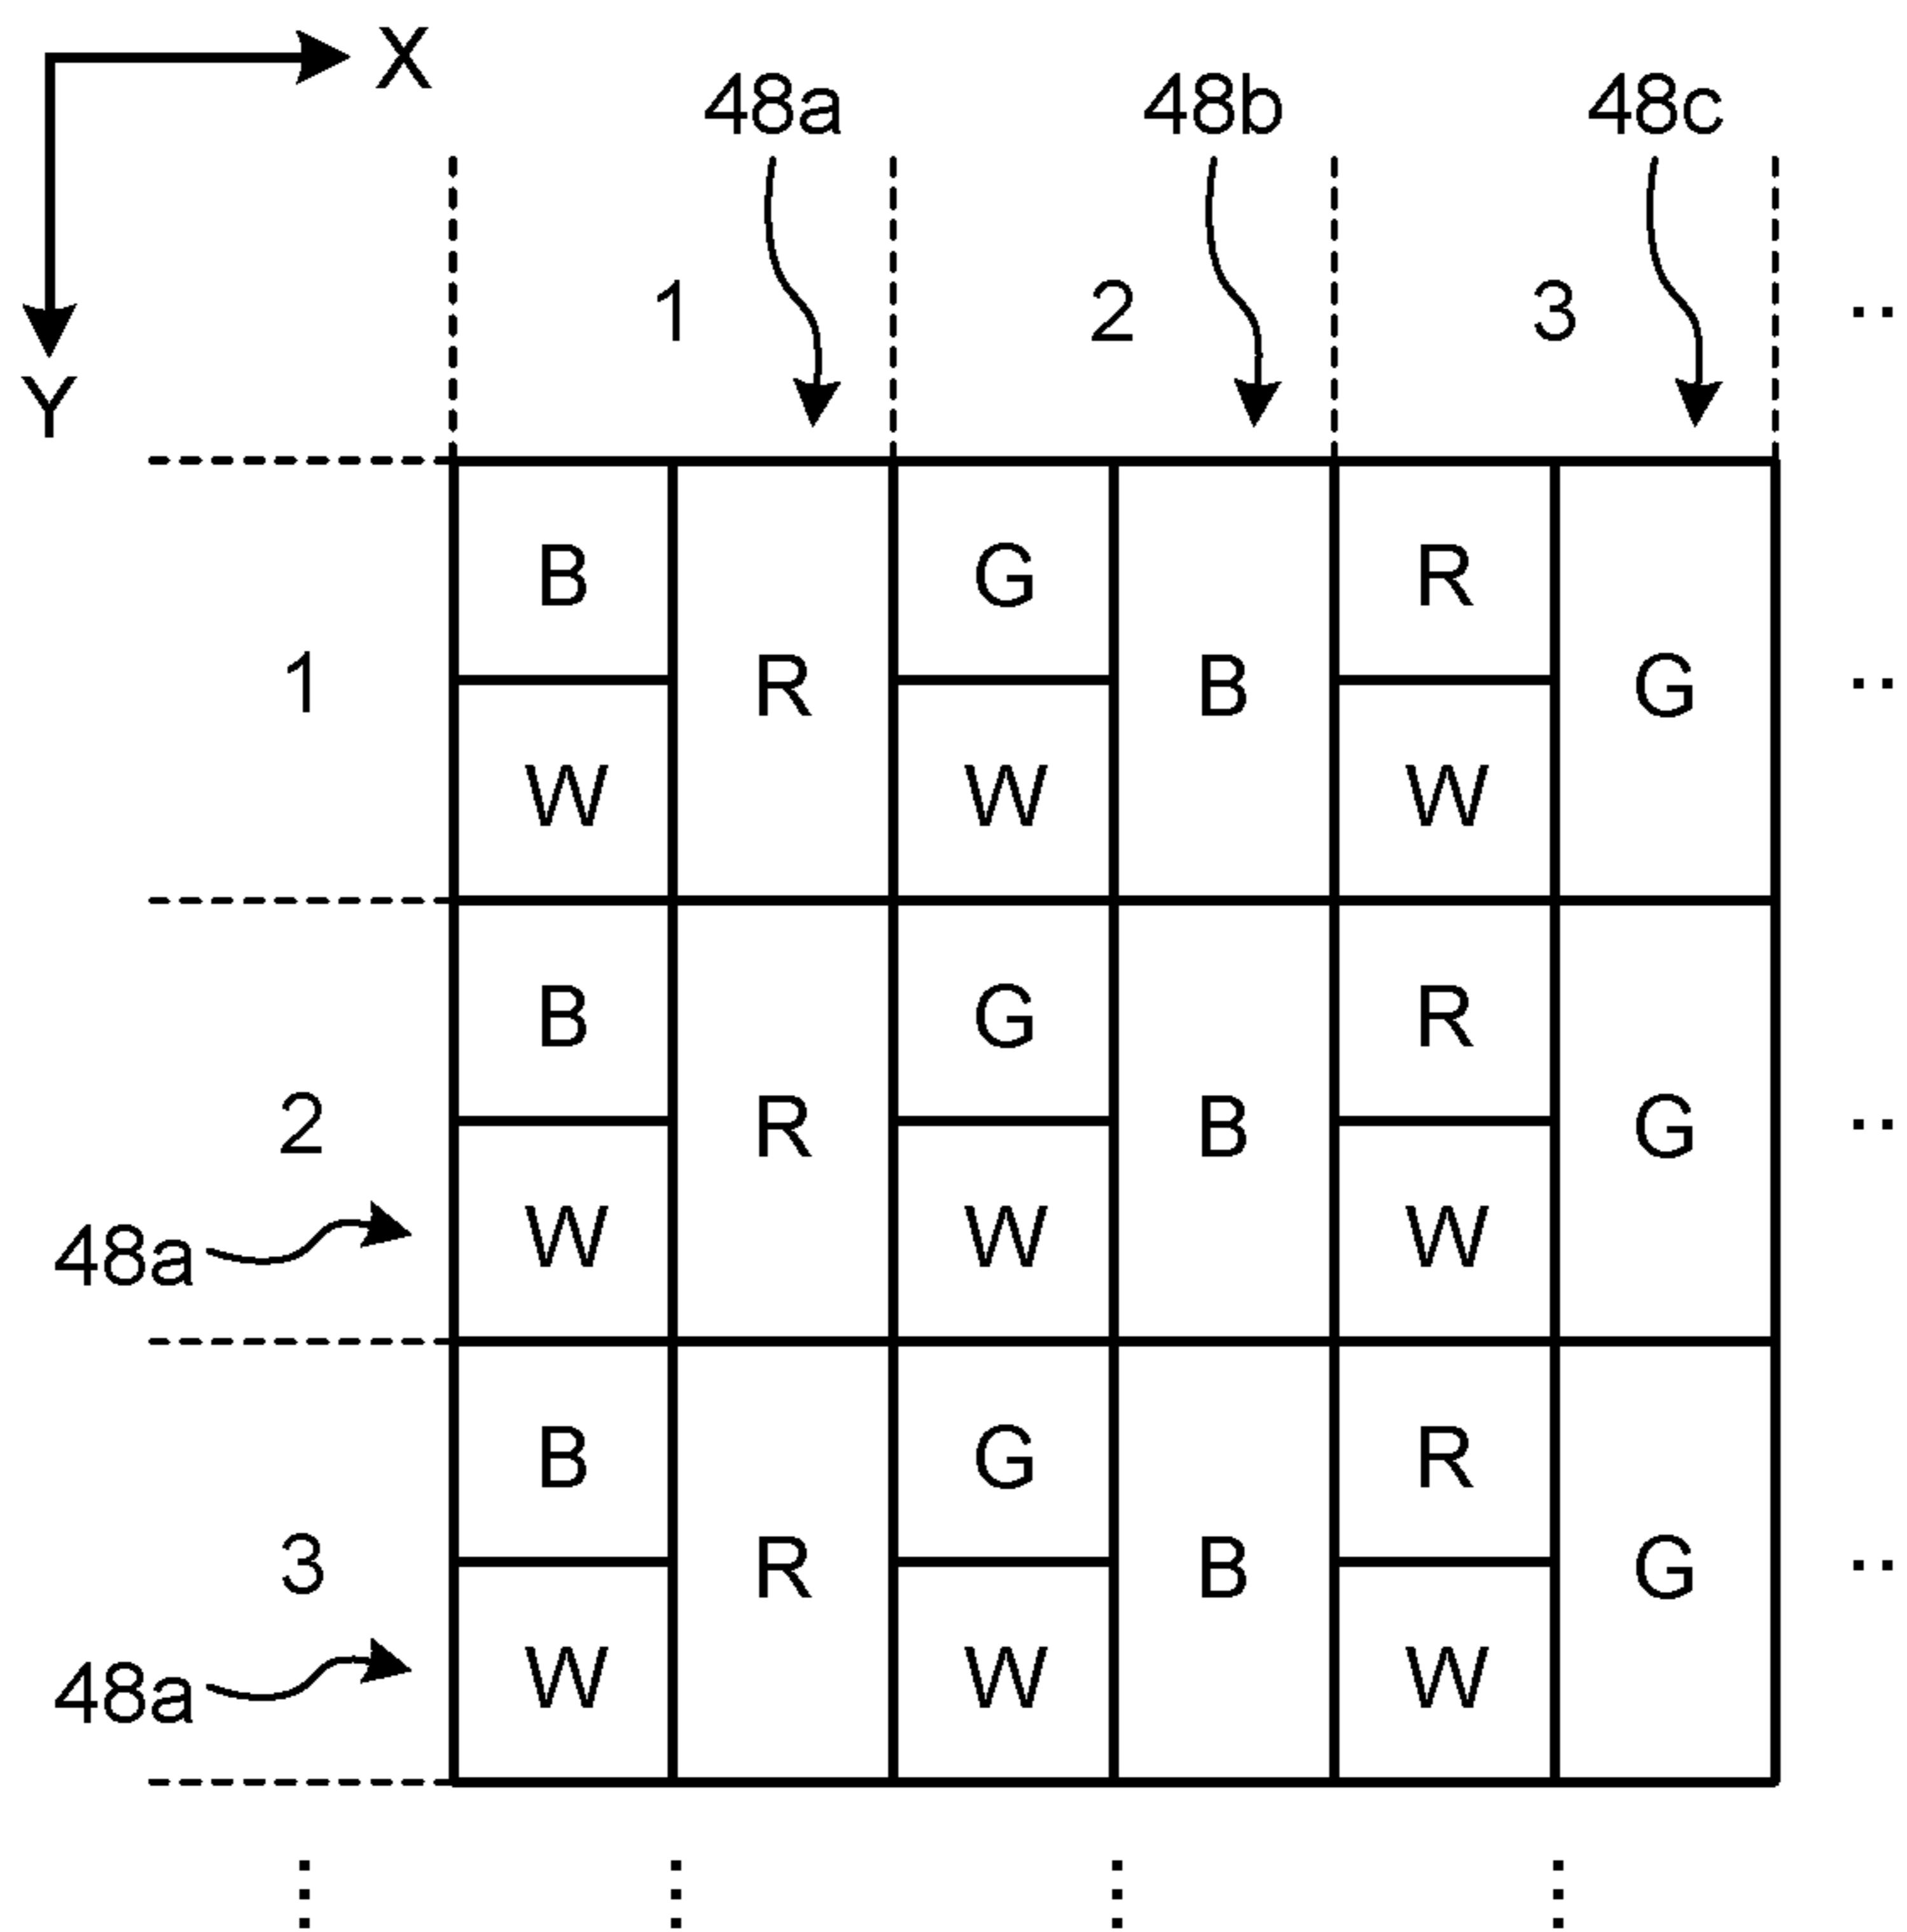 X
48a 48b 48c
1 2 3 ..
Y
B G R
1 R B G ..
W W W
B G R
2 R B G ..
W W W
48a
B G R
3 R B G ..
W W W
48a